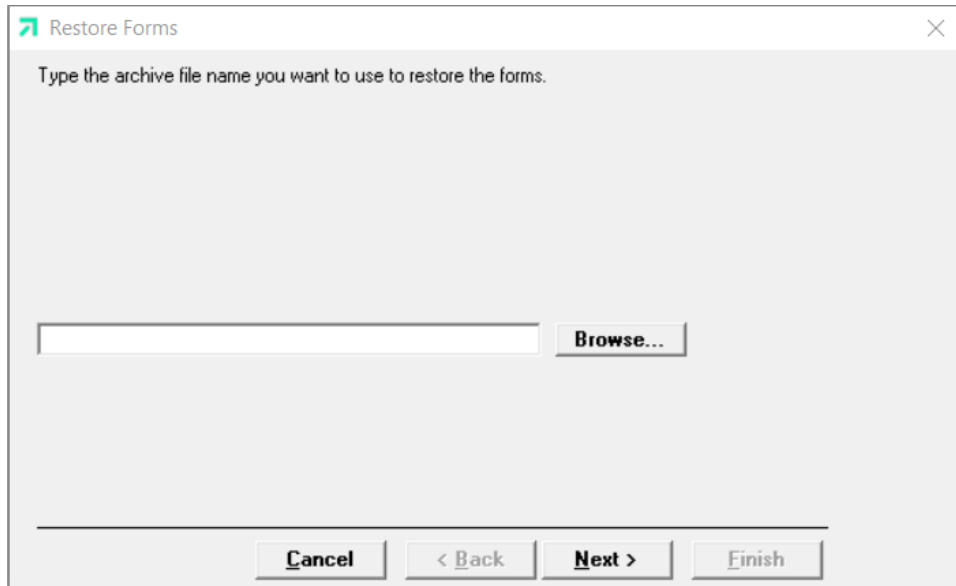 Restore Forms
Type the archive file name you want to use to restore the forms.
Browse...
Cancel < Back Next > Finish